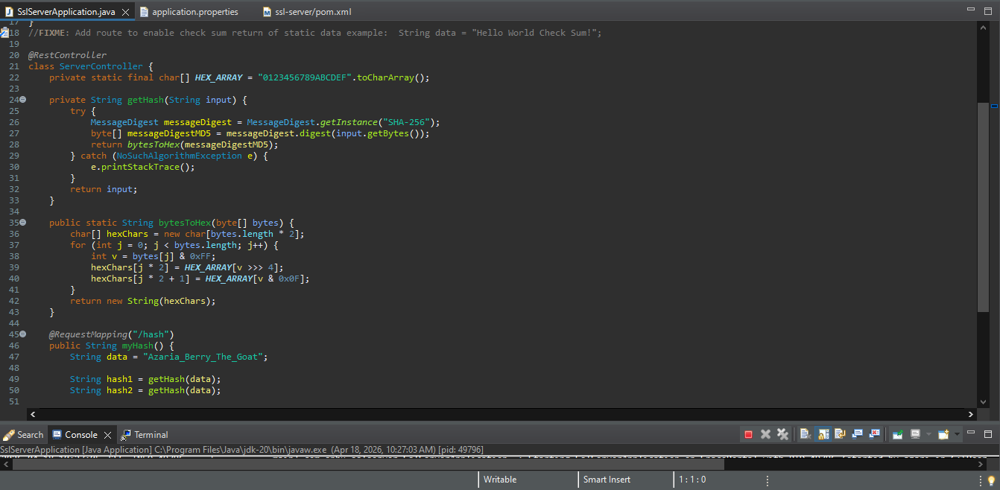 SslServerApplication.java application.properties ssl-server/pom.xml
17 }
18 //FIXME: Add route to enable check sum return of static data example:  String data = "Hello World Check Sum!";
19
20 @RestController
21 class ServerController {
22     private static final char[] HEX_ARRAY = "0123456789ABCDEF".toCharArray();
23
24     private String getHash(String input) {
25         try {
26             MessageDigest messageDigest = MessageDigest.getInstance("SHA-256");
27             byte[] messageDigestMD5 = messageDigest.digest(input.getBytes());
28             return bytesToHex(messageDigestMD5);
29         } catch (NoSuchAlgorithmException e) {
30             e.printStackTrace();
31         }
32         return input;
33     }
34
35     public static String bytesToHex(byte[] bytes) {
36         char[] hexChars = new char[bytes.length * 2];
37         for (int j = 0; j < bytes.length; j++) {
38             int v = bytes[j] & 0xFF;
39             hexChars[j * 2] = HEX_ARRAY[v >>> 4];
40             hexChars[j * 2 + 1] = HEX_ARRAY[v & 0x0F];
41         }
42         return new String(hexChars);
43     }
44
45     @RequestMapping("/hash")
46     public String myHash() {
47         String data = "Azaria_Berry_The_Goat";
48
49         String hash1 = getHash(data);
50         String hash2 = getHash(data);
51
Search Console Terminal
SslServerApplication [Java Application] C:\Program Files\Java\jdk-20\bin\javaw.exe (Apr 18, 2026, 10:27:03 AM) [pid: 49796]
Writable Smart Insert 1 : 1 : 0